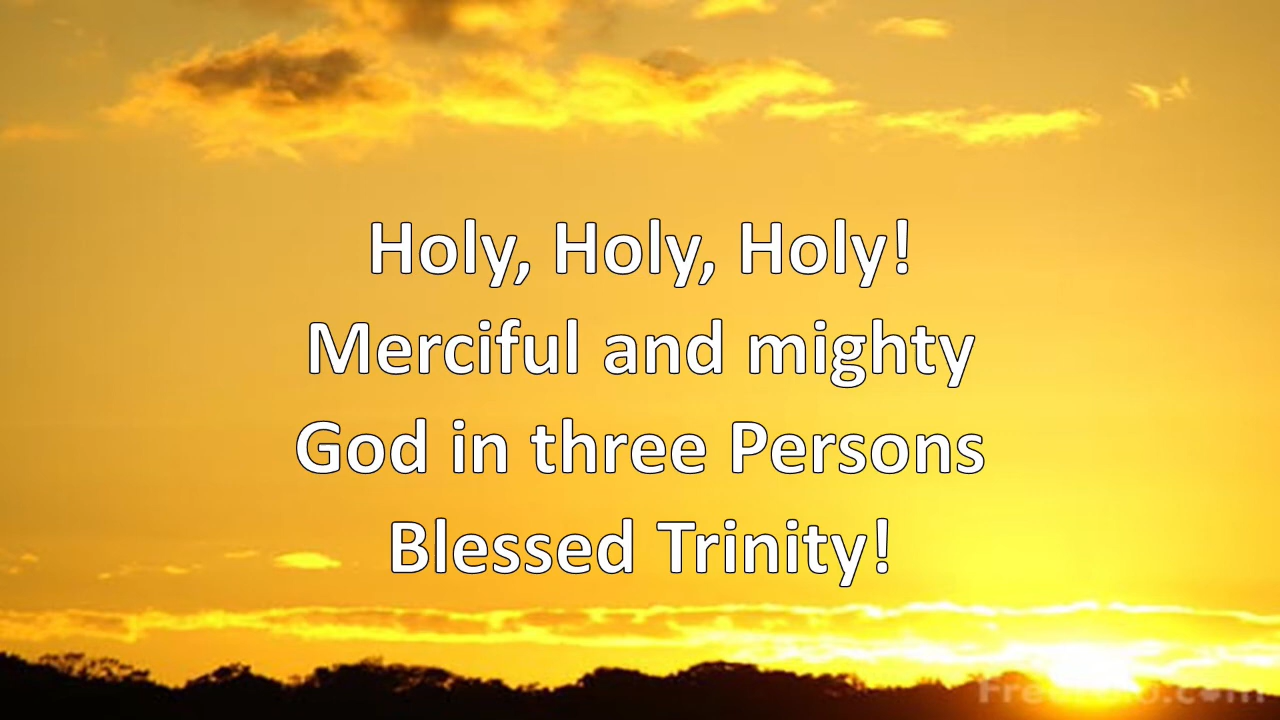 Holy, Holy, Holy!
Merciful and mighty
God in three Persons
Blessed Trinity!